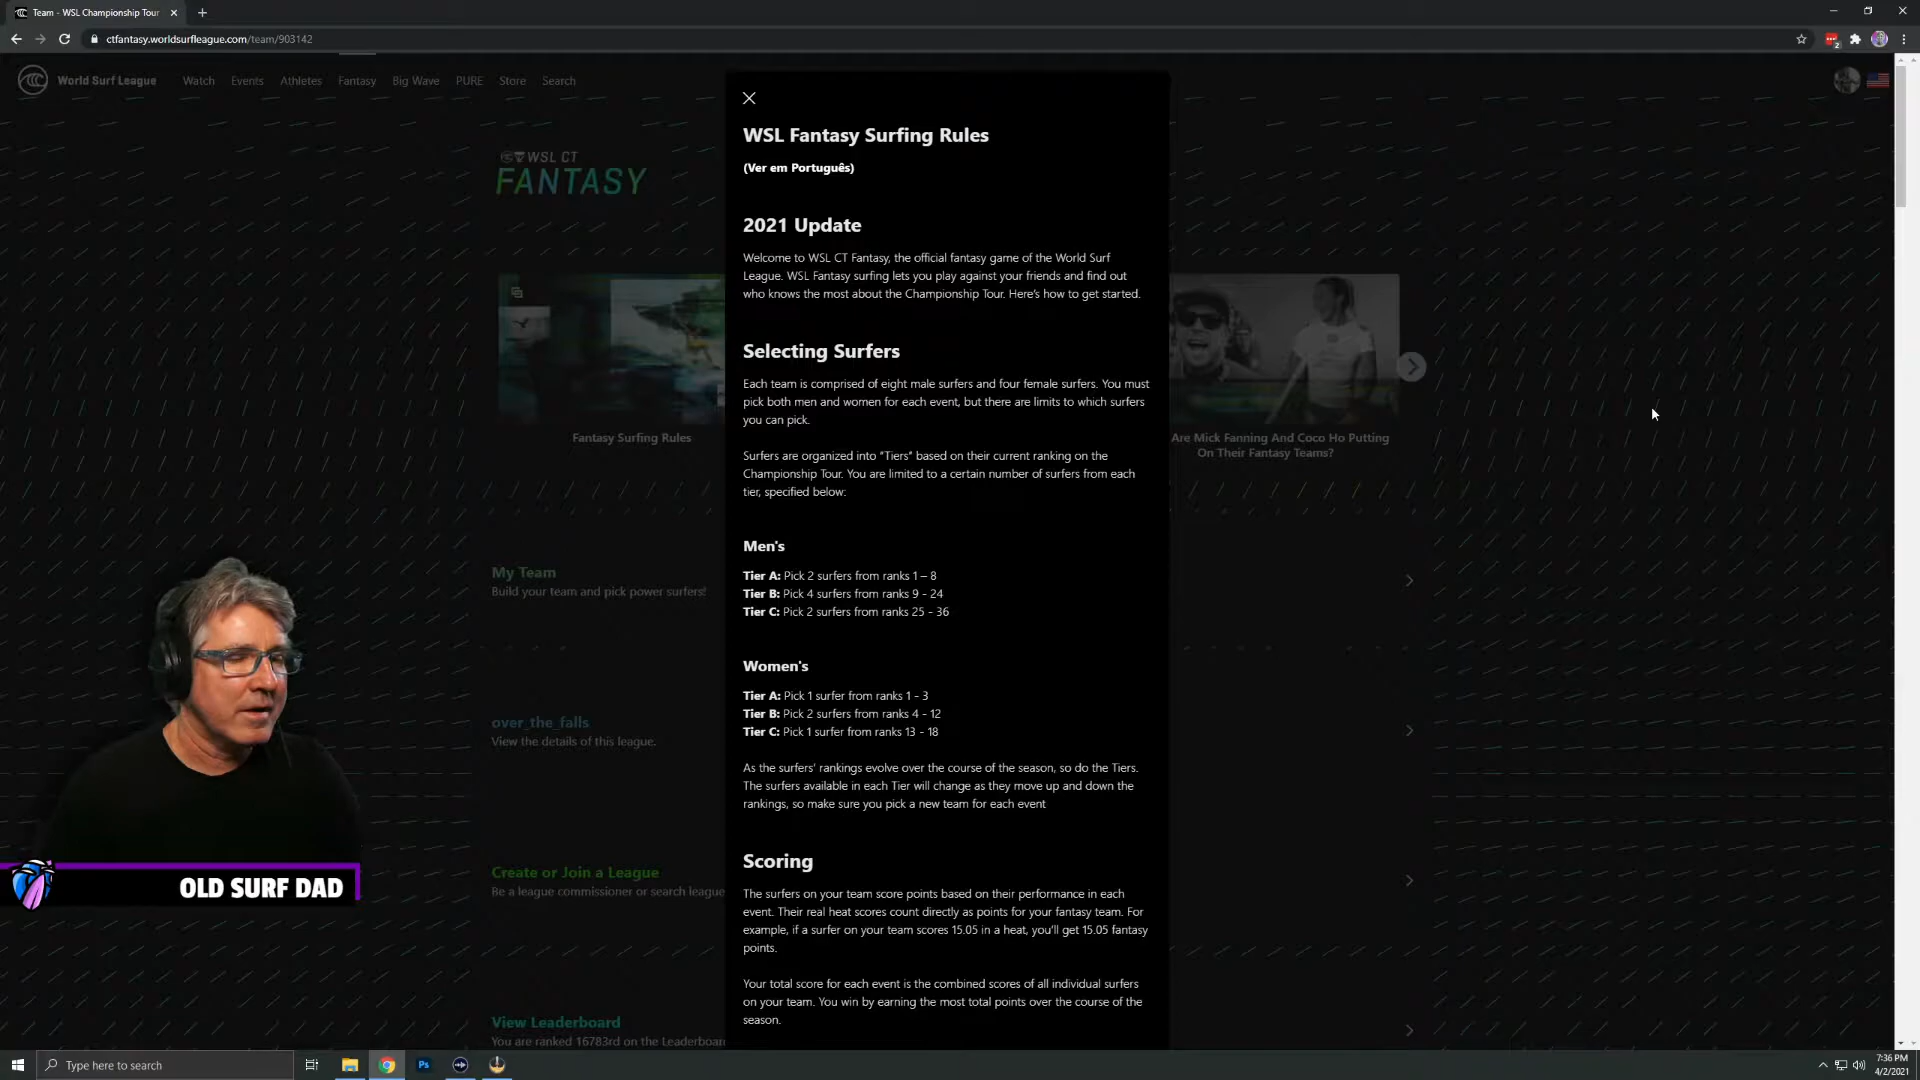 Team - WSL Championship Tour
ctfantasy.worldsurfleague.com/team/903142
2
World Surf League
Watch
Events
Athletes
Fantasy
Big Wave
PURE
Store
Search
WSL CT
FANTASY
Fantasy Surfing Rules
Are Mick Fanning And Coco Ho Putting
On Their Fantasy Teams?
WSL Fantasy Surfing Rules
(Ver em Português)
2021 Update
Welcome to WSL CT Fantasy, the official fantasy game of the World Surf
League. WSL Fantasy surfing lets you play against your friends and find out
who knows the most about the Championship Tour. Here's how to get started.
Selecting Surfers
Each team is comprised of eight male surfers and four female surfers. You must
pick both men and women for each event, but there are limits to which surfers
you can pick.
Surfers are organized into "Tiers" based on their current ranking on the
Championship Tour. You are limited to a certain number of surfers from each
tier, specified below:
Men's
Tier A: Pick 2 surfers from ranks 1 – 8
Tier B: Pick 4 surfers from ranks 9 - 24
Tier C: Pick 2 surfers from ranks 25 - 36
Women's
Tier A: Pick 1 surfer from ranks 1 - 3
Tier B: Pick 2 surfers from ranks 4 - 12
Tier C: Pick 1 surfer from ranks 13 - 18
As the surfers' rankings evolve over the course of the season, so do the Tiers.
The surfers available in each Tier will change as they move up and down the
rankings, so make sure you pick a new team for each event
Scoring
The surfers on your team score points based on their performance in each
event. Their real heat scores count directly as points for your fantasy team. For
example, if a surfer on your team scores 15.05 in a heat, you'll get 15.05 fantasy
points.
Your total score for each event is the combined scores of all individual surfers
on your team. You win by earning the most total points over the course of the
season.
My Team
Build your team and pick power surfers!
over_the_falls
View the details of this league.
Create or Join a League
Be a league commissioner or search league
View Leaderboard
You are ranked 16783rd on the Leaderboar
OLD SURF DAD
Type here to search
Ps
7:36 PM
4/2/2021